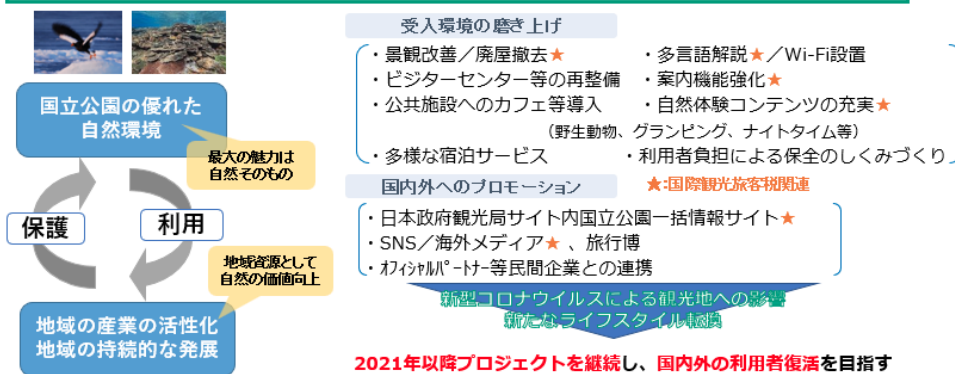 国立公園の優れた
自然環境
最大の魅力は
自然そのもの
保護
利用
地域資源として
自然の価値向上
地域の産業の活性化
地域の持続的な発展
受入環境の磨き上げ
・景観改善／廃屋撤去★
・多言語解説★／Wi-Fi設置
・ビジターセンター等の再整備
・案内機能強化★
・公共施設へのカフェ等導入
・自然体験コンテンツの充実★
（野生動物、グランピング、ナイトタイム等）
・多様な宿泊サービス
・利用者負担による保全のしくみづくり
国内外へのプロモーション
★:国際観光旅客税関連
・日本政府観光局サイト内国立公園一括情報サイト★
・SNS／海外メディア★ 、旅行博
・ｵﾌｨｼｬﾙﾊﾟｰﾄﾅｰ等民間企業との連携
新型コロナウイルスによる観光地への影響
新たなライフスタイル転換
2021年以降プロジェクトを継続し、国内外の利用者復活を目指す